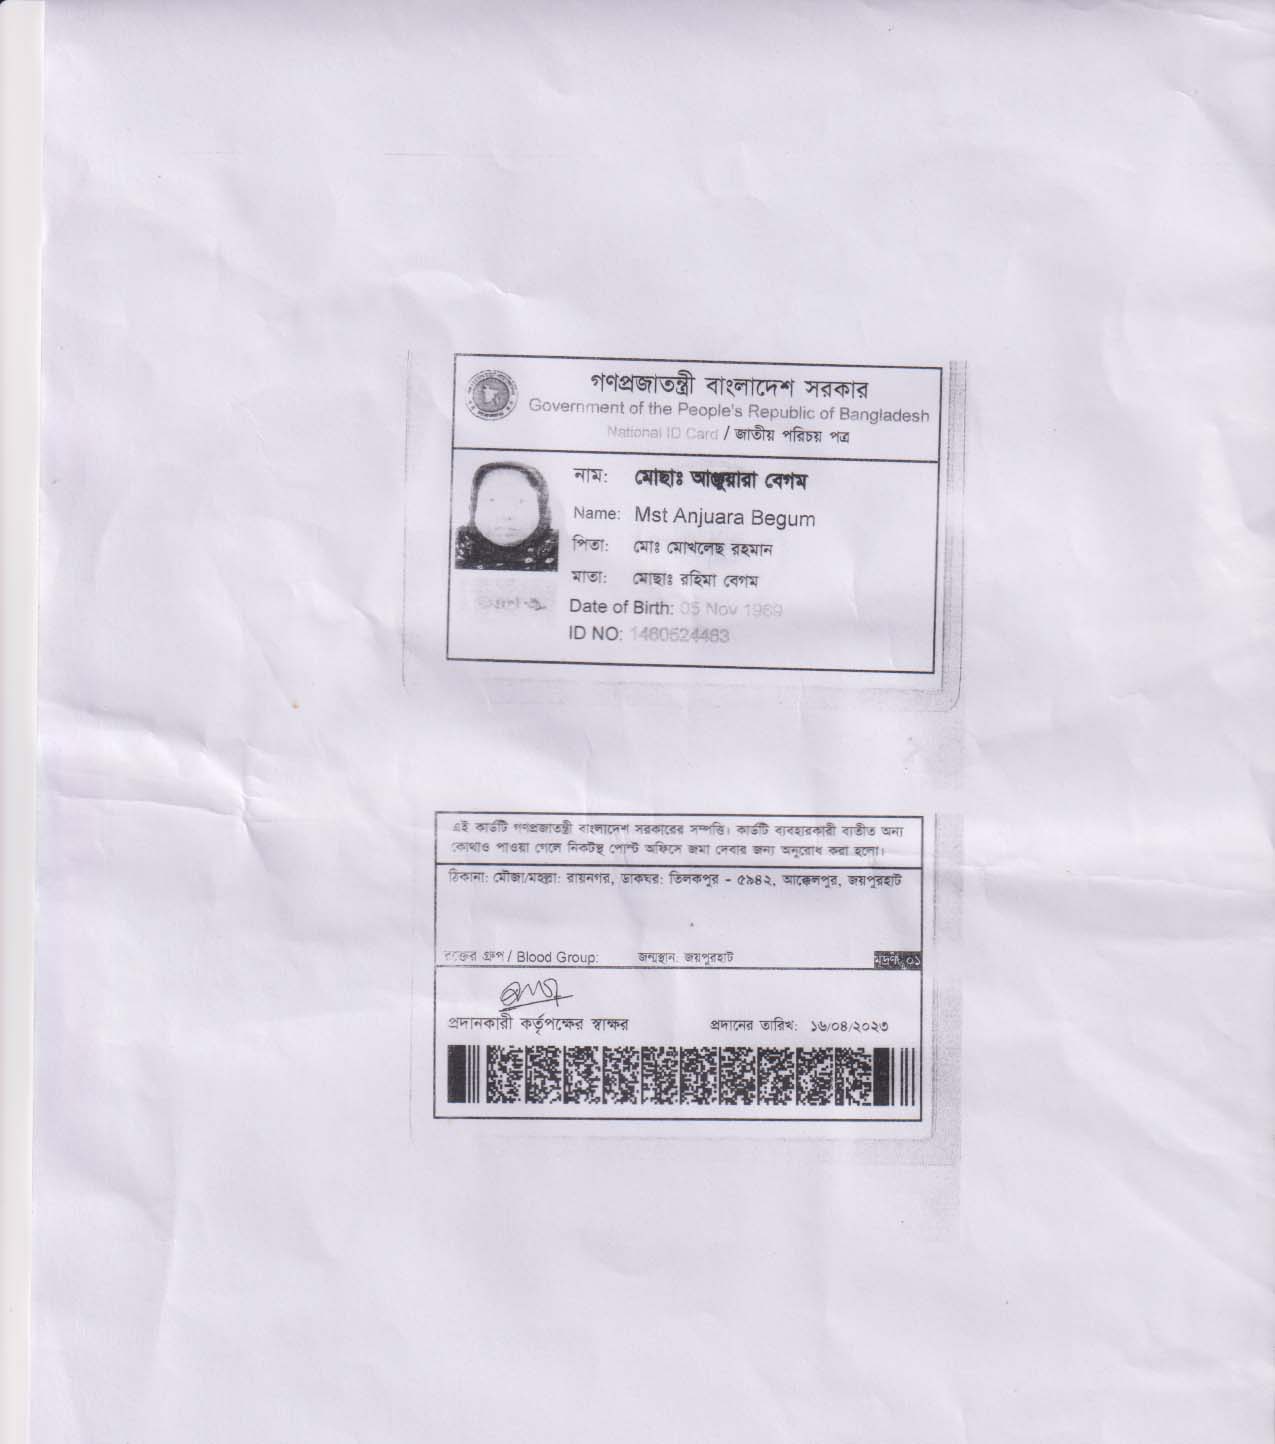 গণপ্রজাতন্ত্রী বাংলাদেশ সরকার
Government of the People's Republic of Bangladesh
National ID Card / জাতীয় পরিচয় পত্র
নাম: মোছাঃ আঞ্জুয়ারা বেগম
Name: Mst Anjuara Begum
পিতা: মোঃ মোখলেছ রহমান
মাতা: মোছাঃ রহিমা বেগম
Date of Birth: 05 Nov 1969
ID NO:
এই কার্ডটি গণপ্রজাতন্ত্রী বাংলাদেশ সরকারের সম্পত্তি। কার্ডটি ব্যবহারকারী ব্যতীত অন্য
কোথাও পাওয়া গেলে নিকটস্থ পোস্ট অফিসে জমা দেবার জন্য অনুরোধ করা হলো।
ঠিকানা: মৌজা/মহল্লা: রায়নগর, ডাকঘর: তিলকপুর - ৫৯৪২, আক্কেলপুর, জয়পুরহাট
রক্তের গ্রুপ / Blood Group: জন্মস্থান: জয়পুরহাট মুদ্রণ: ০১
প্রদানকারী কর্তৃপক্ষের স্বাক্ষর প্রদানের তারিখ: ১৬/০৪/২০২৩